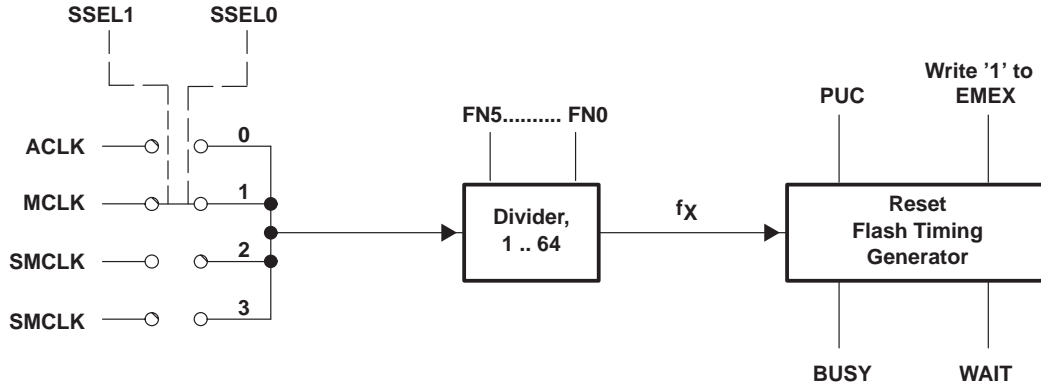 SSEL1 SSEL0
Write '1' to
PUC EMEX
FN5.......... FN0
ACLK 0
MCLK 1
Divider,
1 .. 64
fX
Reset
Flash Timing
Generator
SMCLK 2
SMCLK 3
BUSY WAIT